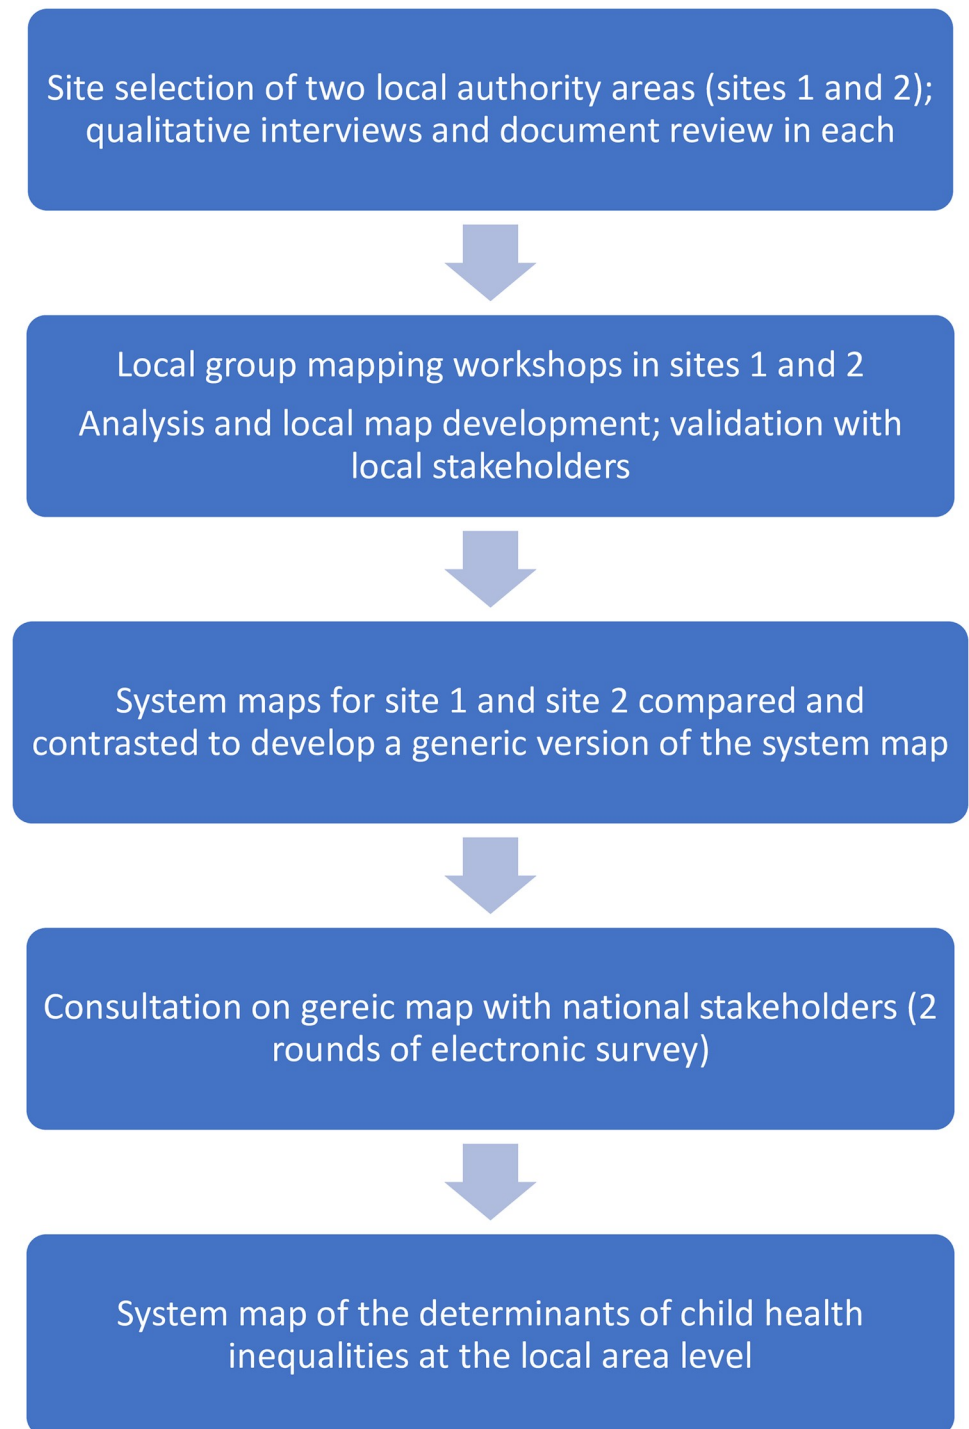 Site selection of two local authority areas (sites 1 and 2);
qualitative interviews and document review in each
Local group mapping workshops in sites 1 and 2
Analysis and local map development; validation with
local stakeholders
System maps for site 1 and site 2 compared and
contrasted to develop a generic version of the system map
Consultation on gereic map with national stakeholders (2
rounds of electronic survey)
System map of the determinants of child health
inequalities at the local area level